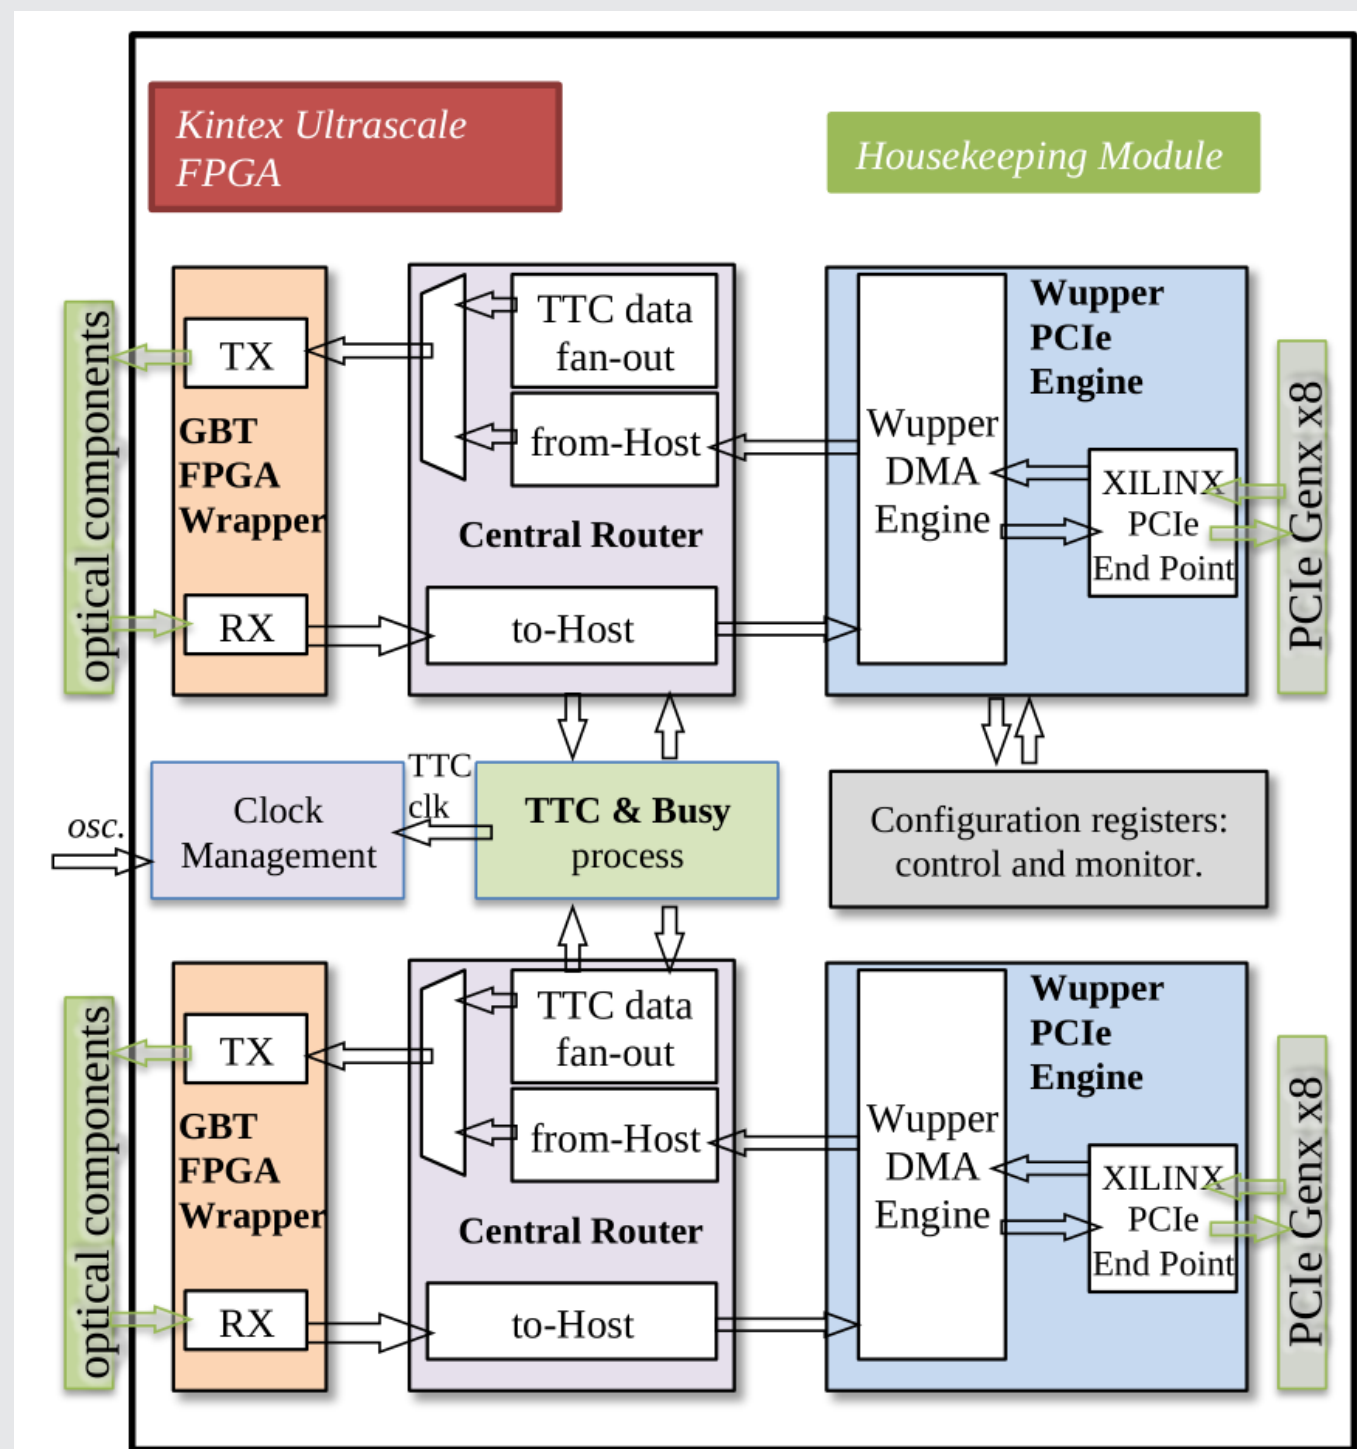 Kintex Ultrascale
FPGA
Housekeeping Module
optical components
TX
GBT
FPGA
Wrapper
RX
TTC data
fan-out
from-Host
Central Router
to-Host
Wupper
DMA
Engine
Wupper
PCIe
Engine
XILINX
PCIe
End Point
PCIe Genx x8
osc.
Clock
Management
TTC
clk
TTC & Busy
process
Configuration registers:
control and monitor.
optical components
TX
GBT
FPGA
Wrapper
RX
TTC data
fan-out
from-Host
Central Router
to-Host
Wupper
DMA
Engine
Wupper
PCIe
Engine
XILINX
PCIe
End Point
PCIe Genx x8